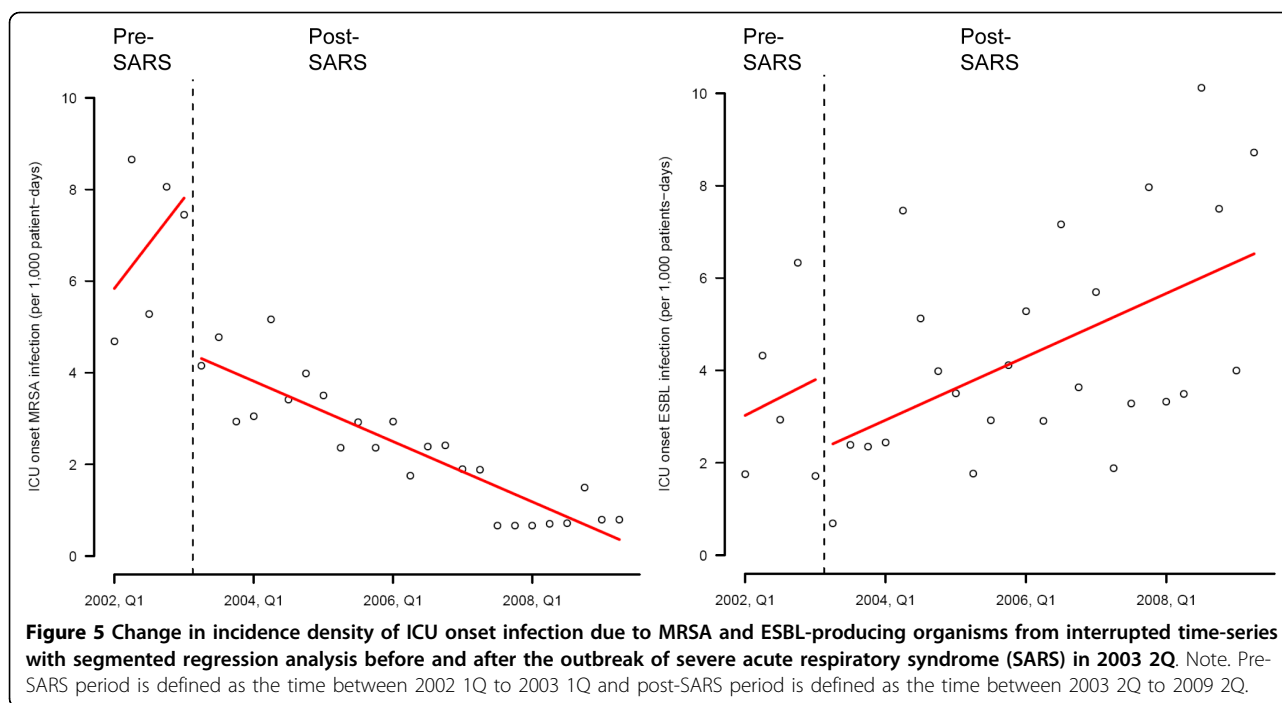 Pre-
SARS
Post-
SARS
ICU onset MRSA infection (per 1,000 patient−days)
10
8
6
4
2
0
2002, Q1
2004, Q1
2006, Q1
2008, Q1
Pre-
SARS
Post-
SARS
ICU onset ESBL infection (per 1,000 patients−days)
10
8
6
4
2
0
2002, Q1
2004, Q1
2006, Q1
2008, Q1
Figure 5 Change in incidence density of ICU onset infection due to MRSA and ESBL-producing organisms from interrupted time-series
with segmented regression analysis before and after the outbreak of severe acute respiratory syndrome (SARS) in 2003 2Q. Note. Pre-
SARS period is defined as the time between 2002 1Q to 2003 1Q and post-SARS period is defined as the time between 2003 2Q to 2009 2Q.